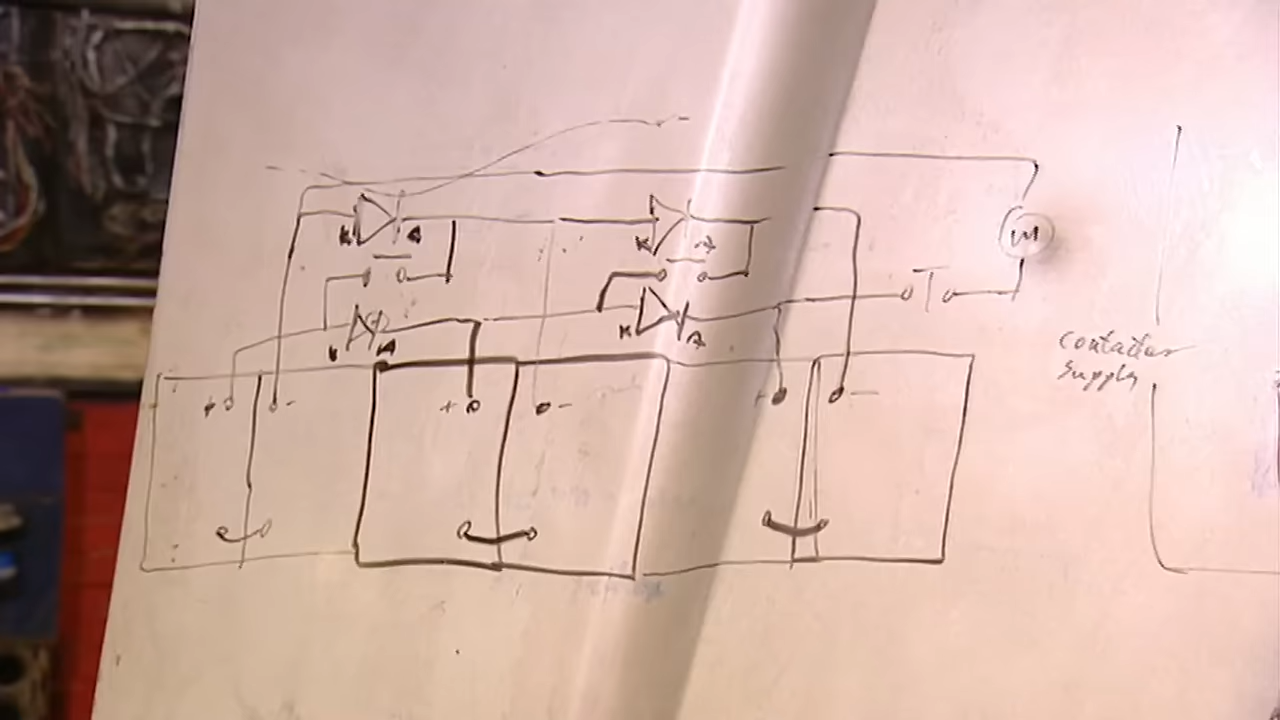 K A
K A
M
K A
K A
contactor
supply
+ - + - + -